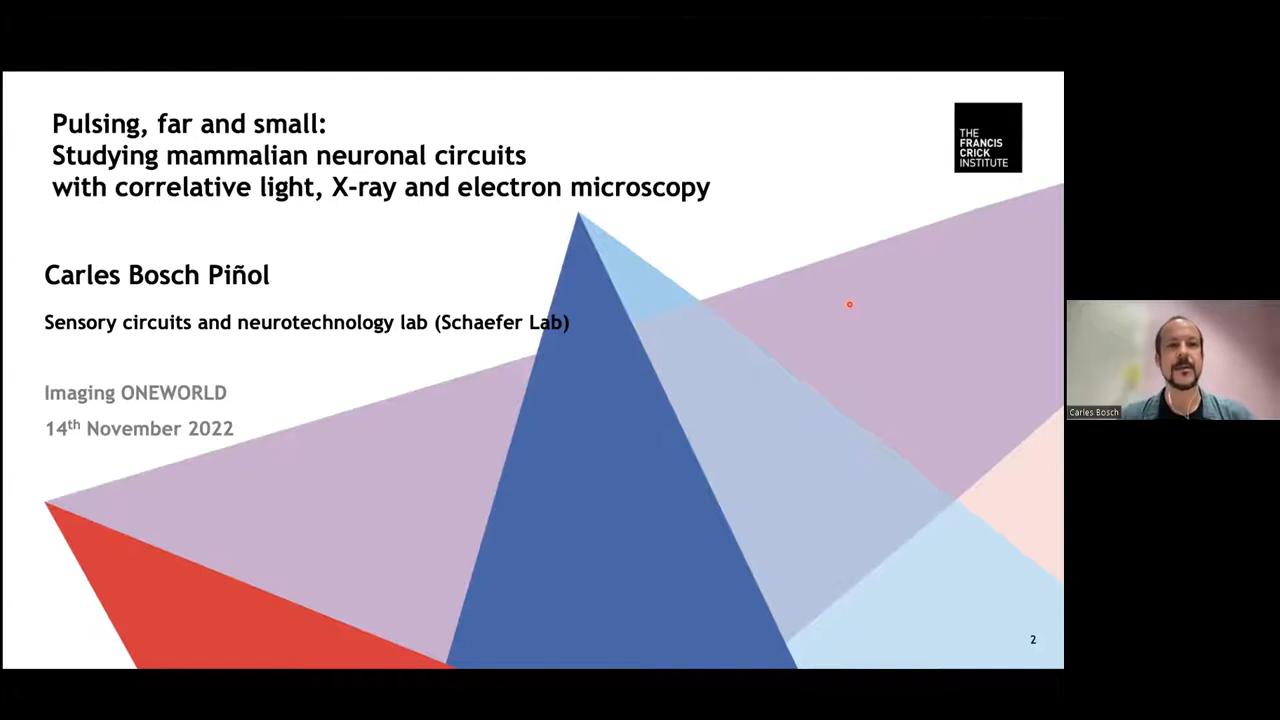 Pulsing, far and small:
Studying mammalian neuronal circuits
with correlative light, X-ray and electron microscopy
THE
FRANCIS
CRICK
INSTITUTE
Carles Bosch Piñol
Sensory circuits and neurotechnology lab (Schaefer Lab)
Imaging ONEWORLD
14th November 2022
Carles Bosch
2